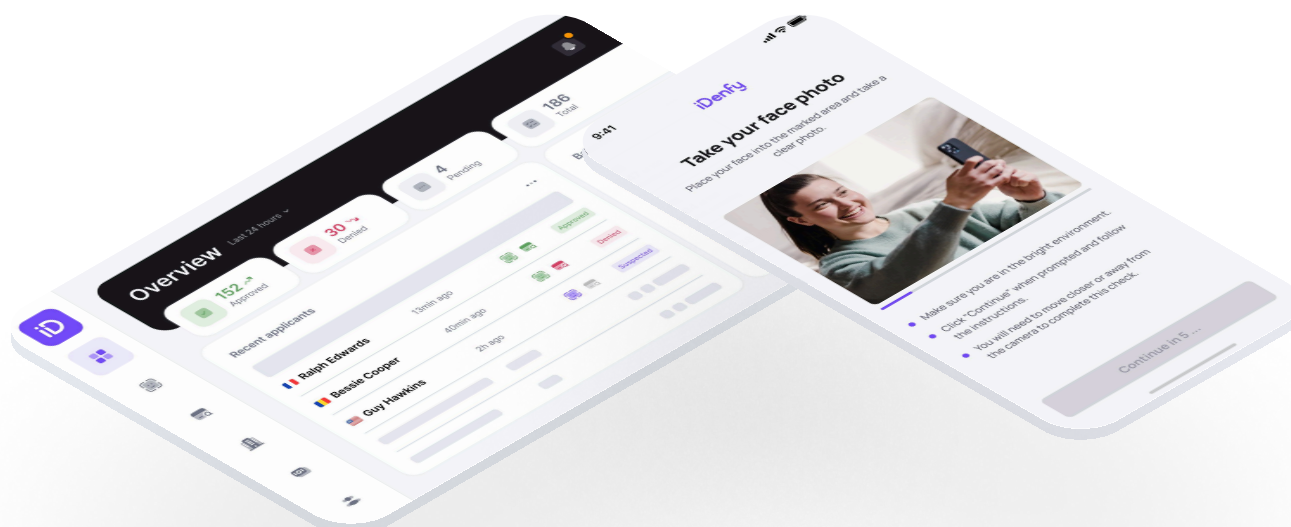 iD
Overview
Last 24 hours
152
Approved
30
Denied
4
Pending
186
Total
Recent applicants
Ralph Edwards
13min ago
Approved
Bessie Cooper
40min ago
Denied
Guy Hawkins
2h ago
Suspected
9:41
iDenfy
Take your face photo
Place your face into the marked area and take a
clear photo.
Make sure you are in the bright environment.
Click "Continue" when prompted and follow
the instructions.
You will need to move closer or away from
the camera to complete this check.
Continue in 5 ...